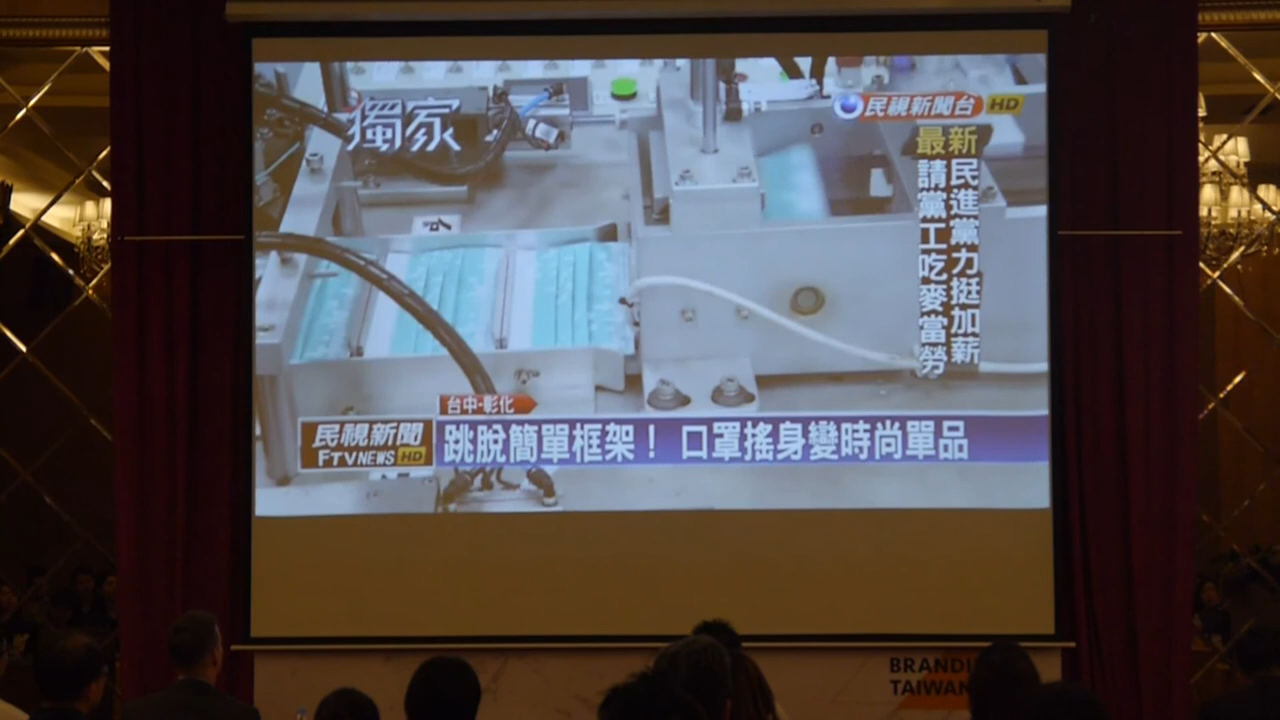 獨家
民視新聞台 HD
最新
民進黨力挺加薪
請黨工吃麥當勞
台中·彰化
民視新聞
FTVNEWS HD
跳脫簡單框架！ 口罩搖身變時尚單品
BRANDI
TAIWAN